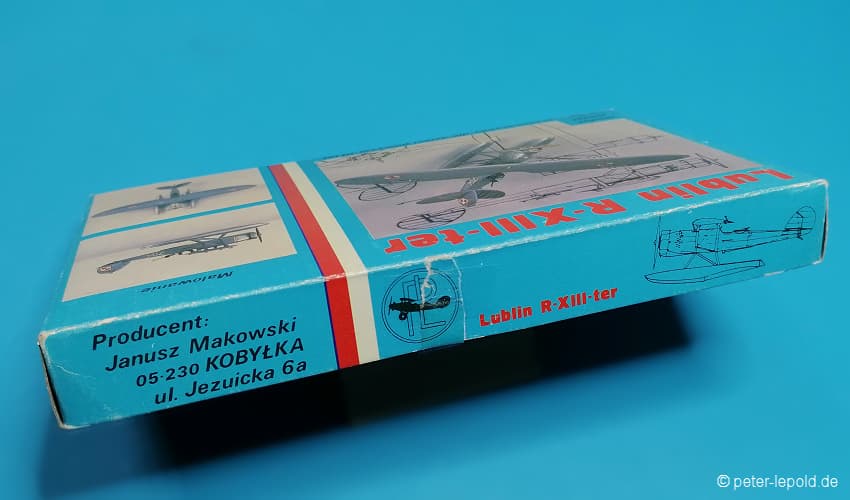 Lublin R-XIII-ter
Malowanie:
Producent:
Janusz Makowski
05-230 KOBYŁKA
ul. Jezuicka 6a
PL
Lublin R-XIII-ter
© peter-lepold.de